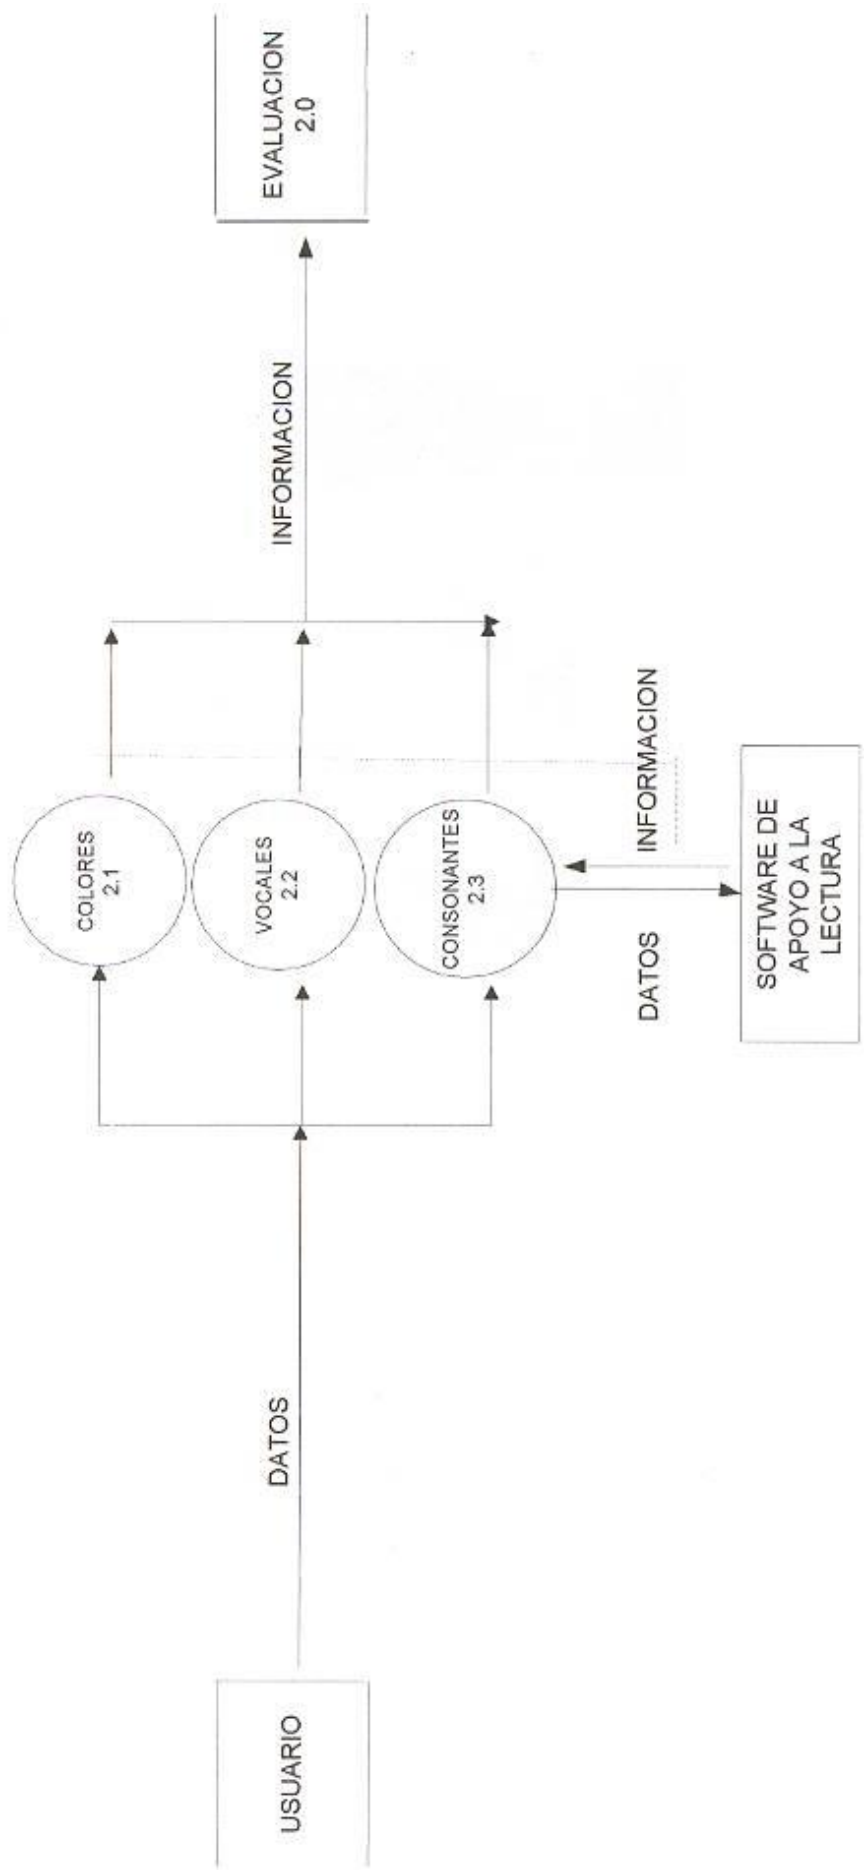 USUARIO
DATOS
COLORES
2.1
VOCALES
2.2
CONSONANTES
2.3
INFORMACION
EVALUACION
2.0
DATOS
INFORMACION
SOFTWARE DE
APOYO A LA
LECTURA